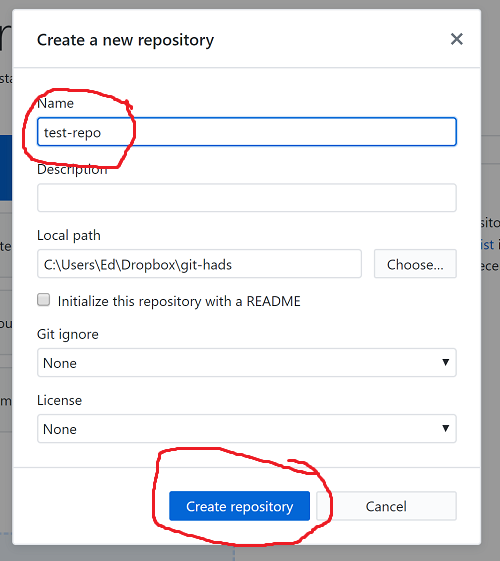 Create a new repository
Name
test-repo
Description
Local path
C:\Users\Ed\Dropbox\git-hads
Choose...
Initialize this repository with a README
Git ignore
None
License
None
Create repository
Cancel